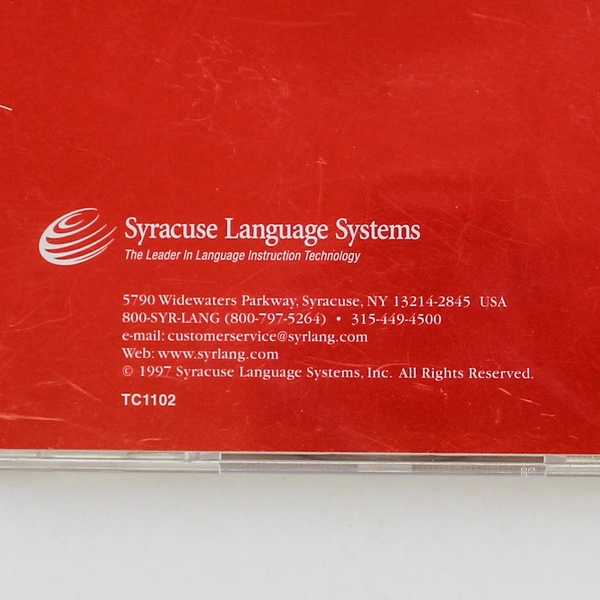 Syracuse Language Systems
The Leader In Language Instruction Technology
5790 Widewaters Parkway, Syracuse, NY 13214-2845 USA
800-SYR-LANG (800-797-5264) • 315-449-4500
e-mail: customerservice@syrlang.com
Web: www.syrlang.com
© 1997 Syracuse Language Systems, Inc. All Rights Reserved.
TC1102